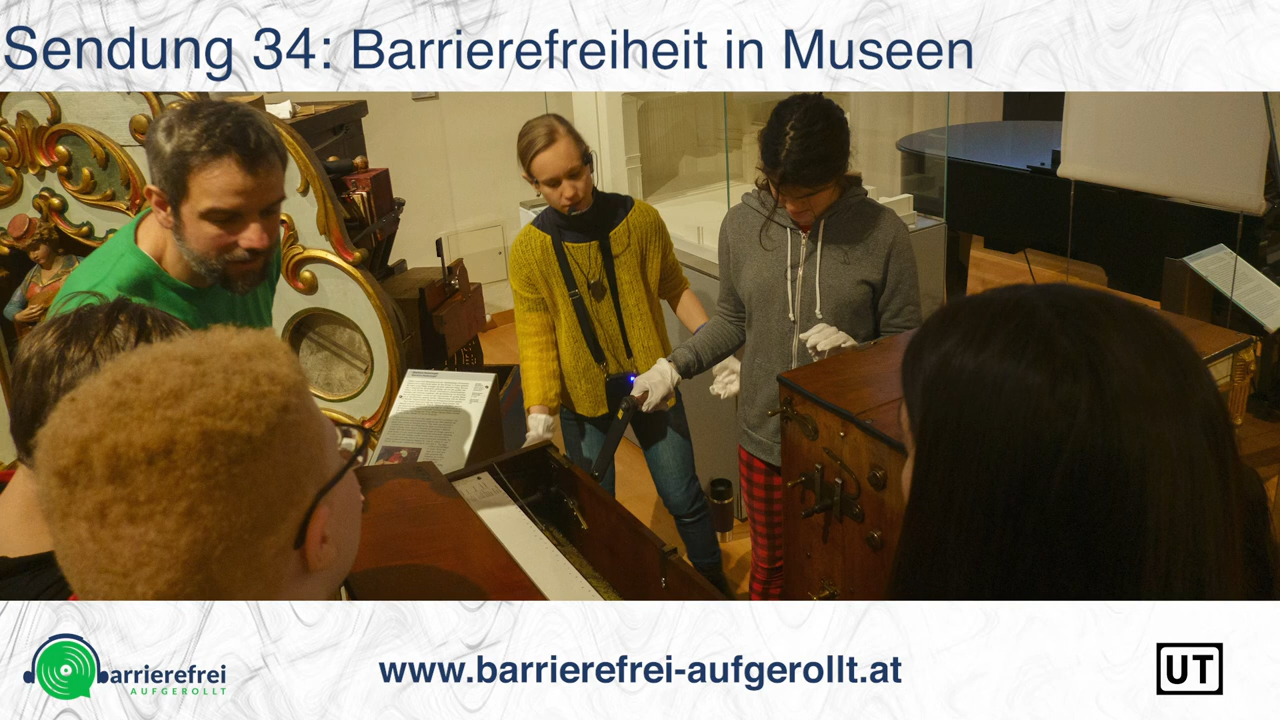 Sendung 34: Barrierefreiheit in Museen
barrierefrei
AUFGEROLLT
www.barrierefrei-aufgerollt.at
UT